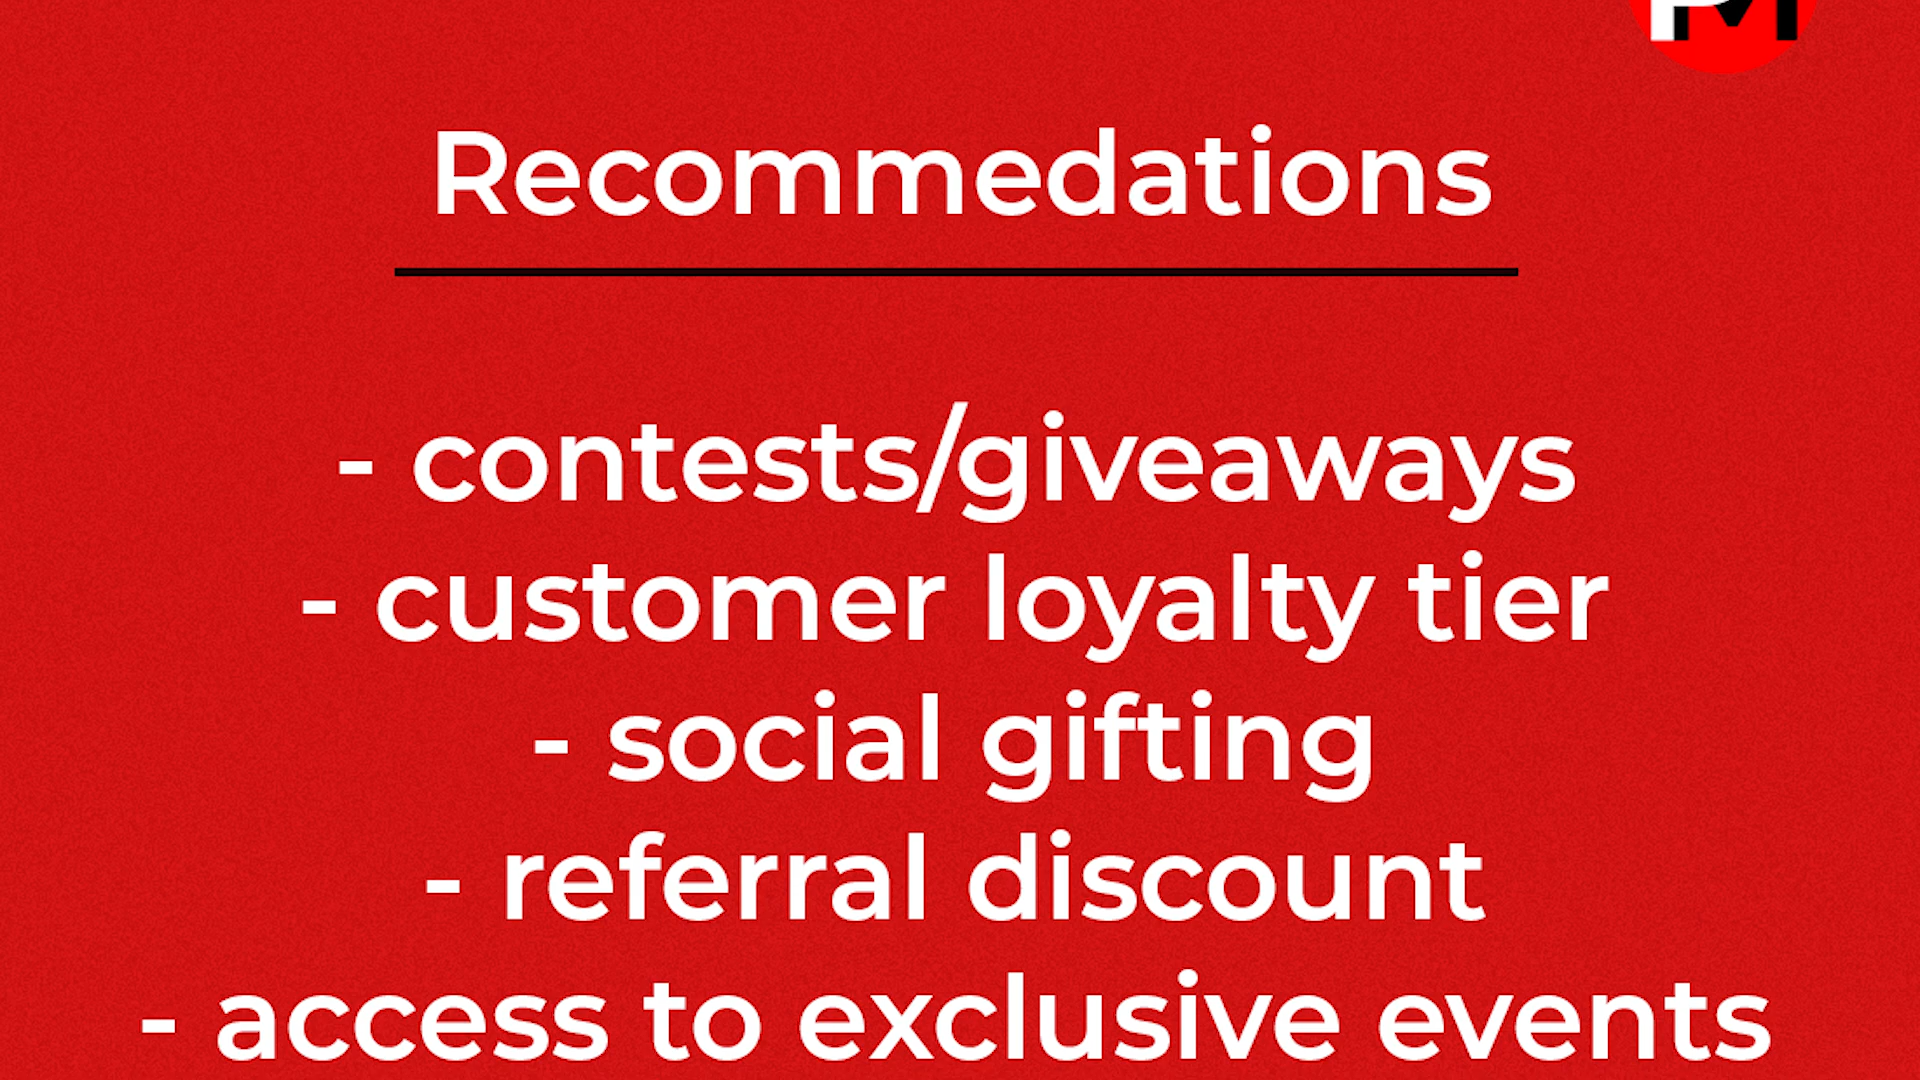 Recommedations
- contests/giveaways
- customer loyalty tier
- social gifting
- referral discount
- access to exclusive events